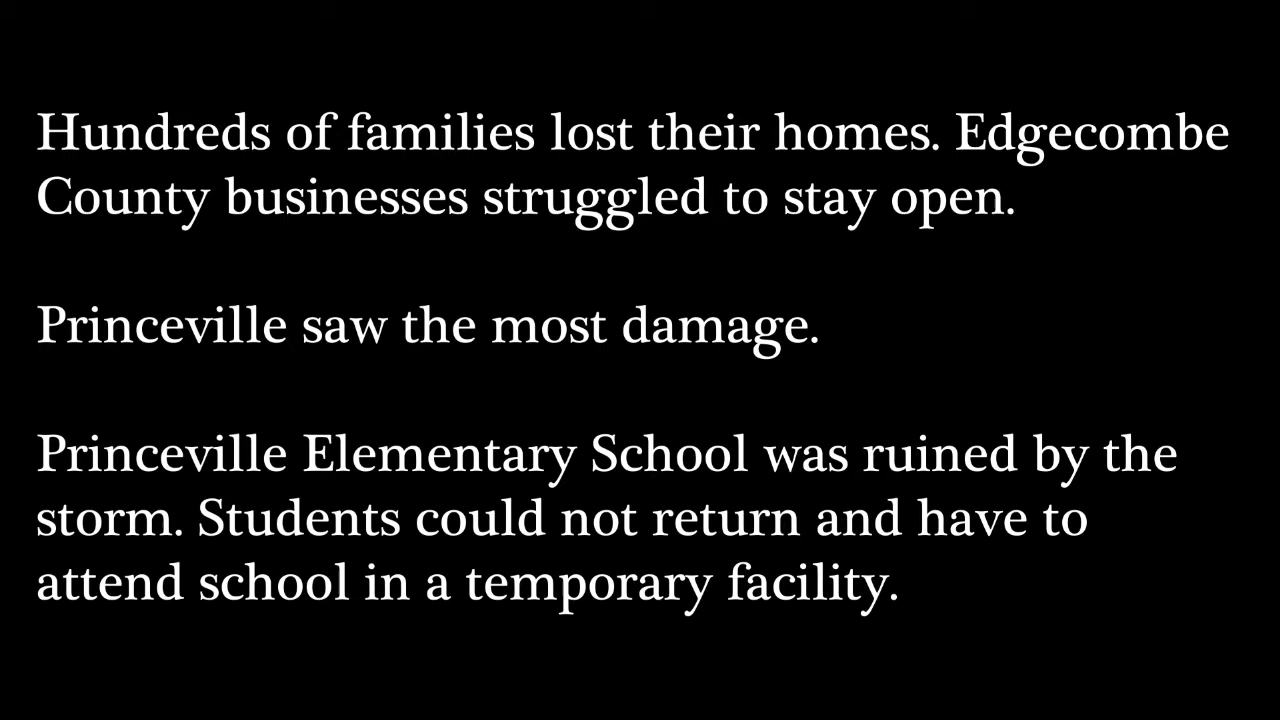 Hundreds of families lost their homes. Edgecombe
County businesses struggled to stay open.
Princeville saw the most damage.
Princeville Elementary School was ruined by the
storm. Students could not return and have to
attend school in a temporary facility.